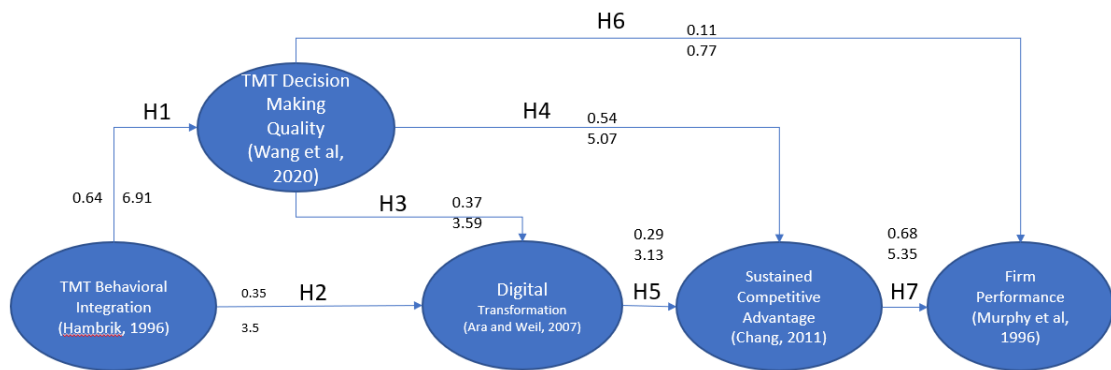 H6
0.11
0.77
TMT Decision
Making
Quality
(Wang et al,
2020)
H1
H4
0.54
5.07
0.64
6.91
H3
0.37
3.59
0.29
3.13
0.68
5.35
TMT Behavioral
Integration
(Hambrik, 1996)
0.35
H2
3.5
Digital
Transformation
(Ara and Weil, 2007)
H5
Sustained
Competitive
Advantage
(Chang, 2011)
H7
Firm
Performance
(Murphy et al,
1996)